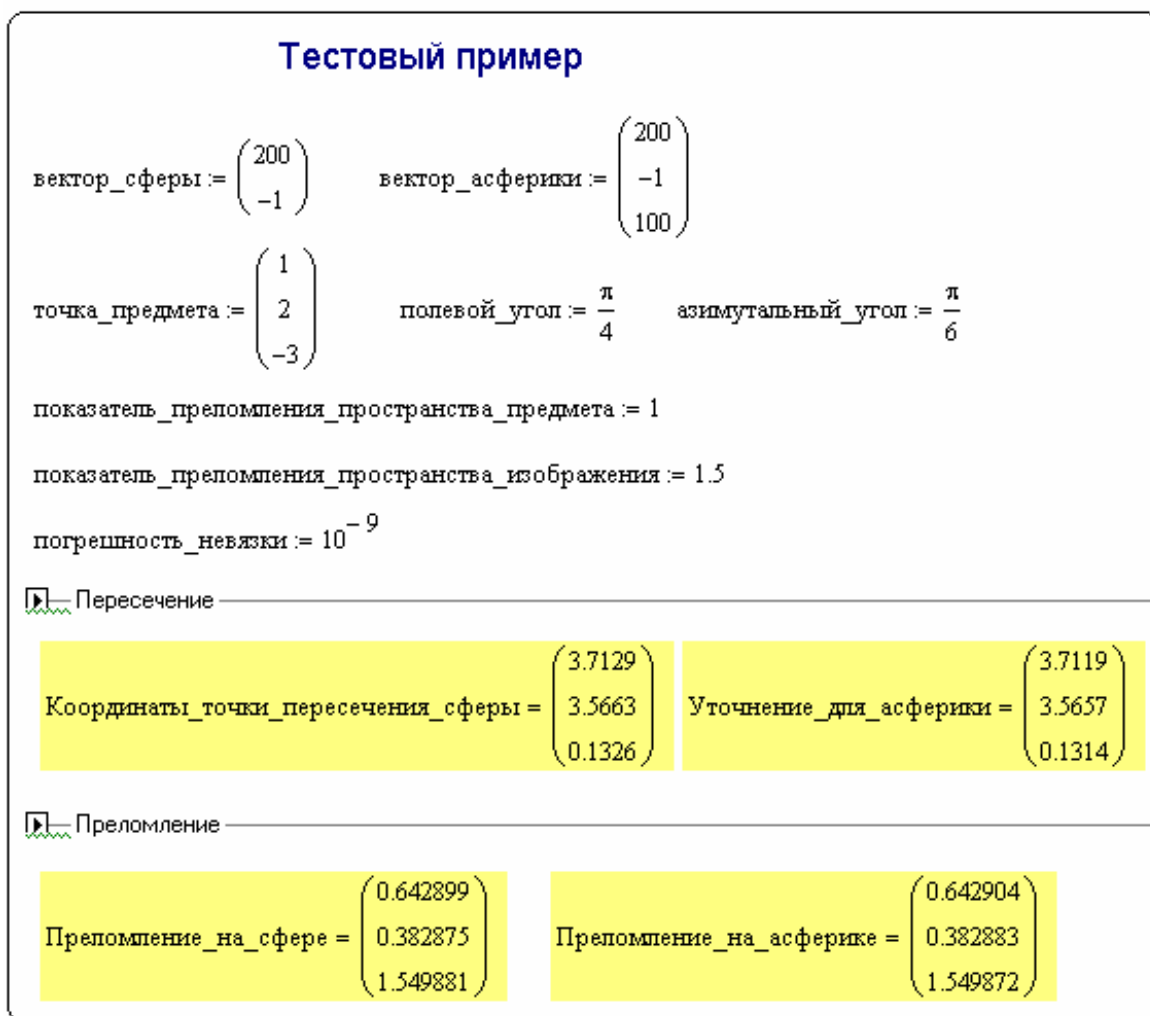 Тестовый пример
вектор_сферы := (200 -1) вектор_асферики := (200 -1 100)
точка_предмета := (1 2 -3) полевой_угол := π/4 азимутальный_угол := π/6
показатель_преломления_пространства_предмета := 1
показатель_преломления_пространства_изображения := 1.5
погрешность_невязки := 10^-9
Пересечение
Координаты_точки_пересечения_сферы = (3.7129 3.5663 0.1326) Уточнение_для_асферики = (3.7119 3.5657 0.1314)
Преломление
Преломление_на_сфере = (0.642899 0.382875 1.549881) Преломление_на_асферике = (0.642904 0.382883 1.549872)